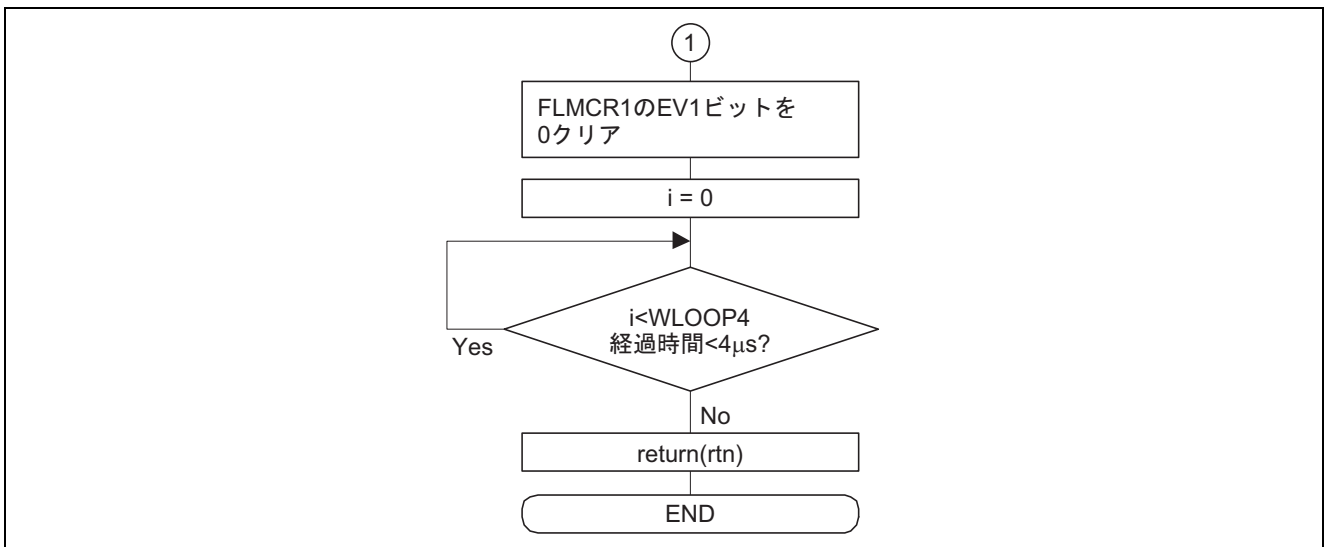 1
FLMCR1のEV1ビットを
0クリア
i = 0
i<WLOOP4
経過時間<4μs?
Yes
No
return(rtn)
END